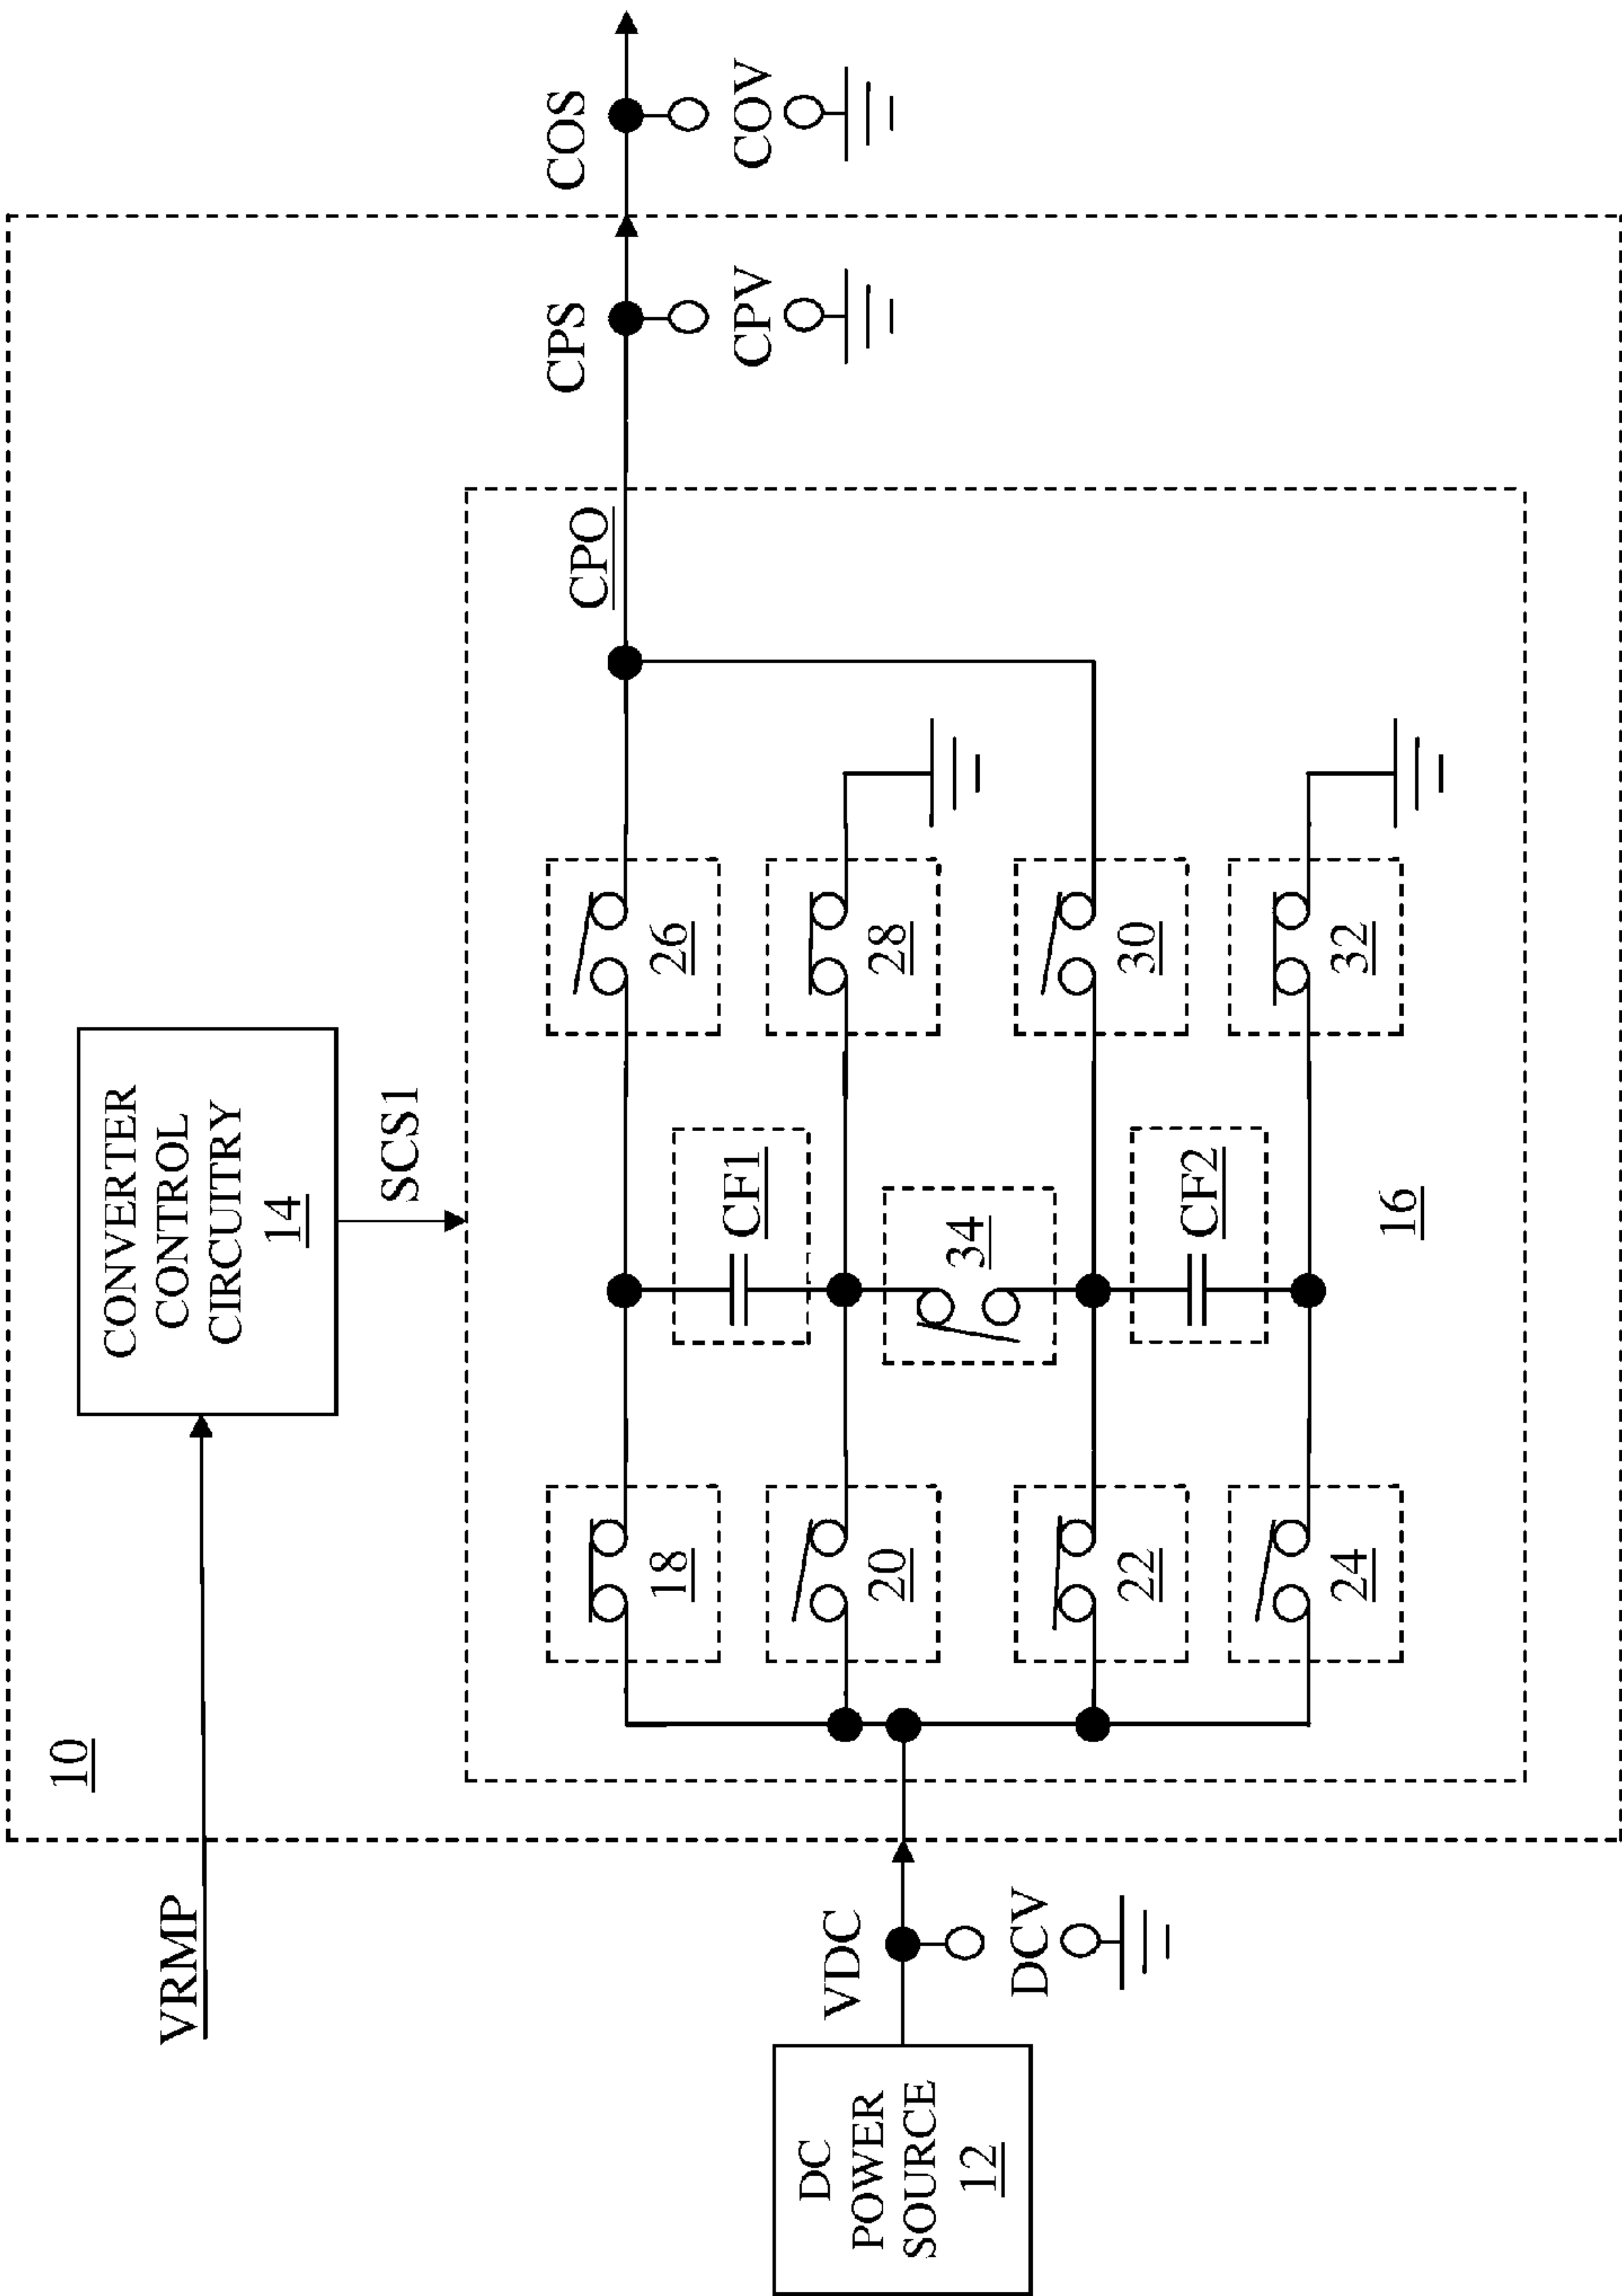 10
VRMP
CONVERTER
CONTROL
CIRCUITRY
14
SCS1
DC
POWER
SOURCE
12
VDC
DCV
18
20
22
24
CF1
34
CF2
16
26
28
30
32
CPO
CPS
CPV
COS
COV